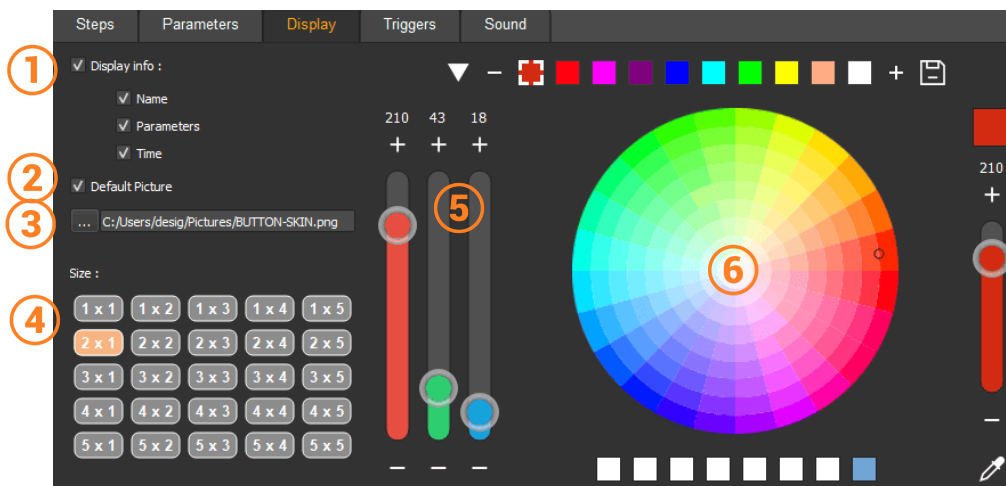 Steps Parameters Display Triggers Sound
1 Display info :
Name
Parameters
Time
2 Default Picture
3 ... C:/Users/desig/Pictures/BUTTON-SKIN.png
Size :
4
1 x 1 1 x 2 1 x 3 1 x 4 1 x 5
2 x 1 2 x 2 2 x 3 2 x 4 2 x 5
3 x 1 3 x 2 3 x 3 3 x 4 3 x 5
4 x 1 4 x 2 4 x 3 4 x 4 4 x 5
5 x 1 5 x 2 5 x 3 5 x 4 5 x 5
210 43 18
+ + +
5
− − −
− +
6
210
+
−